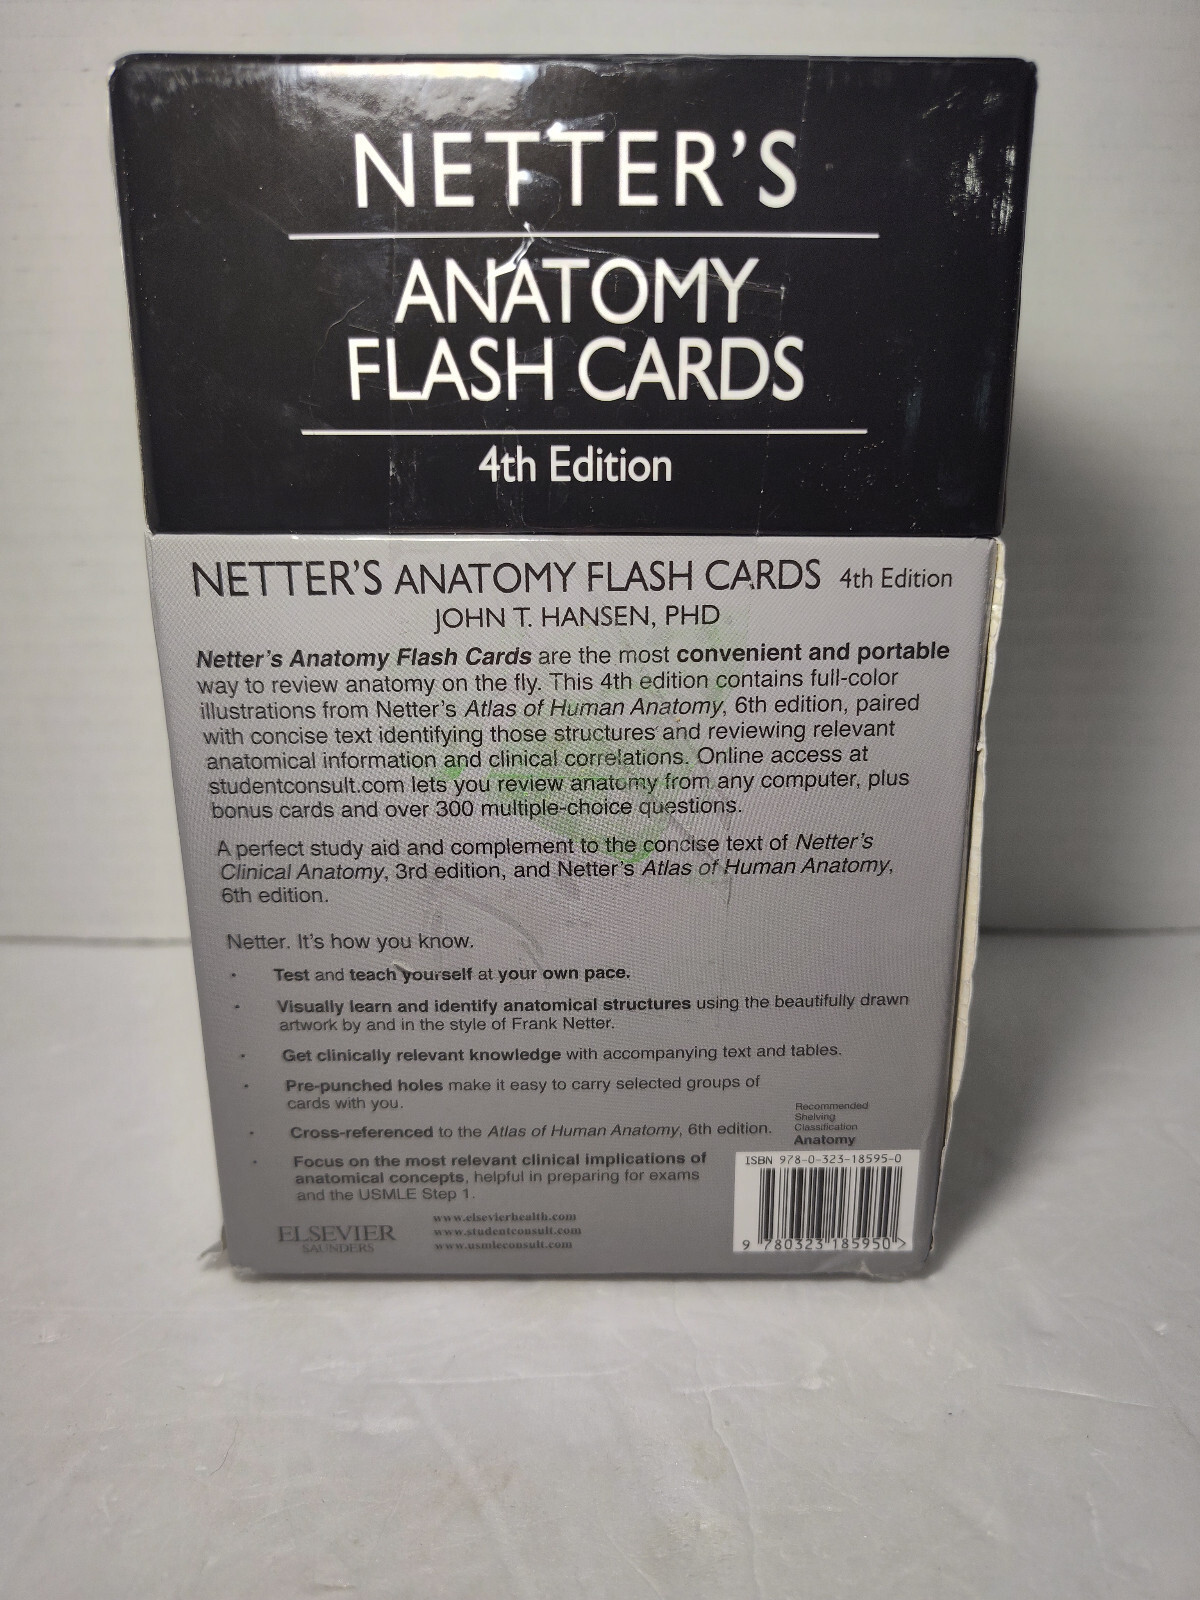 NETTER'S
ANATOMY
FLASH CARDS
4th Edition
NETTER'S ANATOMY FLASH CARDS 4th Edition
JOHN T. HANSEN, PHD
Netter's Anatomy Flash Cards are the most convenient and portable
way to review anatomy on the fly. This 4th edition contains full-color
illustrations from Netter's Atlas of Human Anatomy, 6th edition, paired
with concise text identifying those structures and reviewing relevant
anatomical information and clinical correlations. Online access at
studentconsult.com lets you review anatomy from any computer, plus
bonus cards and over 300 multiple-choice questions.
A perfect study aid and complement to the concise text of Netter's
Clinical Anatomy, 3rd edition, and Netter's Atlas of Human Anatomy,
6th edition.
Netter. It's how you know.
• Test and teach yourself at your own pace.
• Visually learn and identify anatomical structures using the beautifully drawn
artwork by and in the style of Frank Netter.
• Get clinically relevant knowledge with accompanying text and tables.
• Pre-punched holes make it easy to carry selected groups of
cards with you.
• Cross-referenced to the Atlas of Human Anatomy, 6th edition.
• Focus on the most relevant clinical implications of
anatomical concepts, helpful in preparing for exams
and the USMLE Step 1.
Recommended
Shelving
Classification
Anatomy
ISBN 978-0-323-18595-0
9 780323 185950 >
ELSEVIER
SAUNDERS
www.elsevierhealth.com
www.studentconsult.com
www.usmleconsult.com